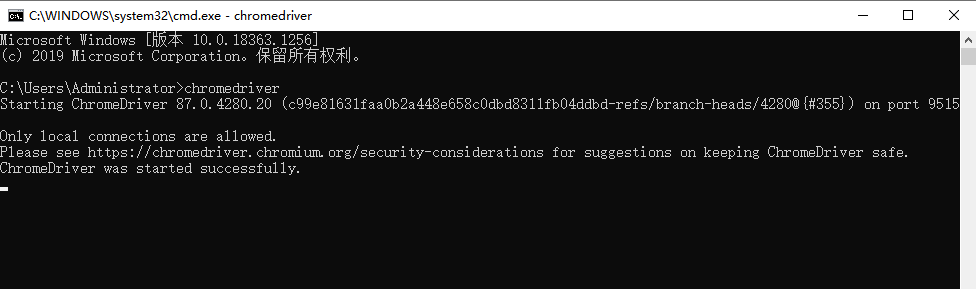 C:\WINDOWS\system32\cmd.exe - chromedriver
Microsoft Windows [版本 10.0.18363.1256]
(c) 2019 Microsoft Corporation。保留所有权利。
C:\Users\Administrator>chromedriver
Starting ChromeDriver 87.0.4280.20 (c99e81631faa0b2a448e658c0dbd8311fb04ddbd-refs/branch-heads/4280@{#355}) on port 9515
Only local connections are allowed.
Please see https://chromedriver.chromium.org/security-considerations for suggestions on keeping ChromeDriver safe.
ChromeDriver was started successfully.